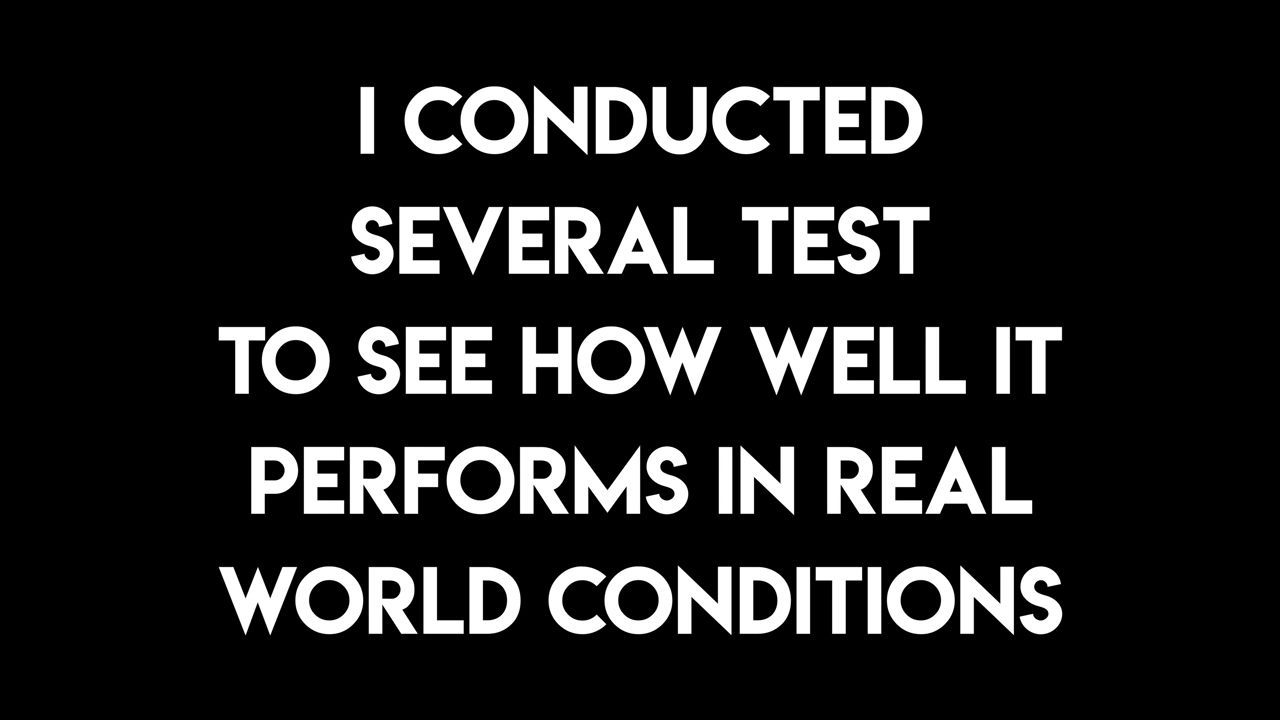 I CONDUCTED
SEVERAL TEST
TO SEE HOW WELL IT
PERFORMS IN REAL
WORLD CONDITIONS